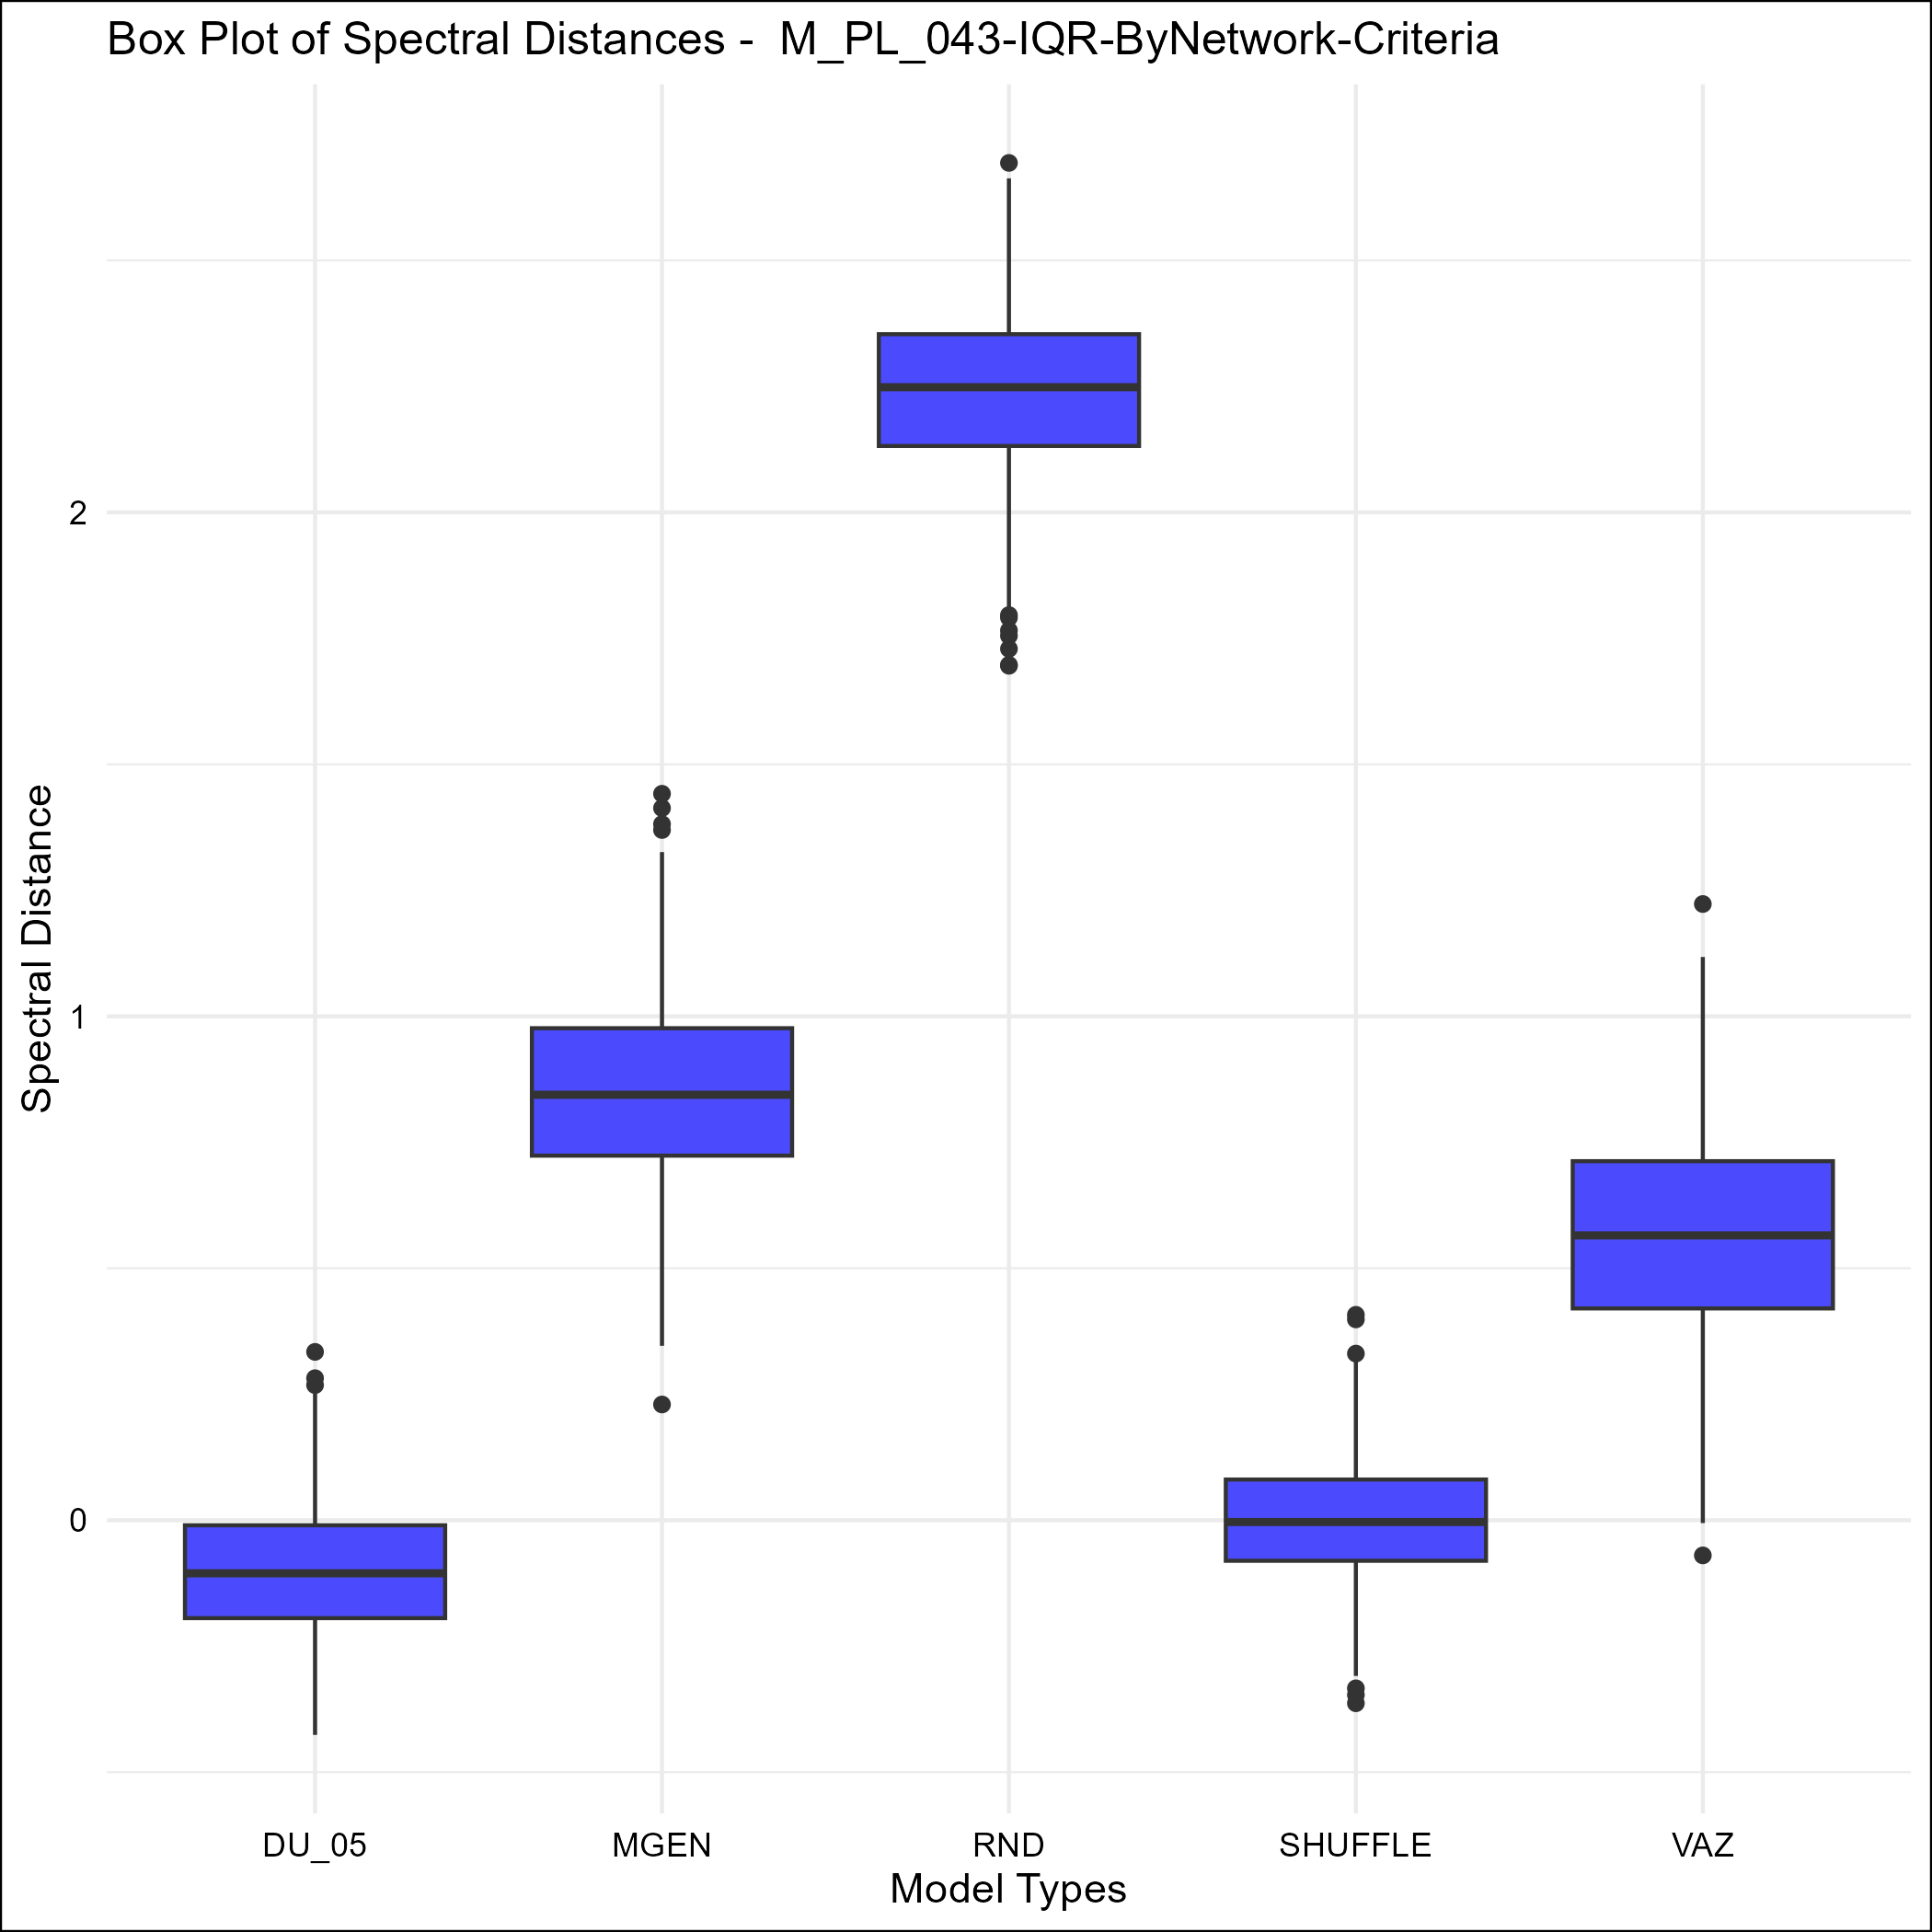 Box Plot of Spectral Distances -  M_PL_043-IQR-ByNetwork-Criteria
Spectral Distance
2
1
0
DU_05
MGEN
RND
SHUFFLE
VAZ
Model Types